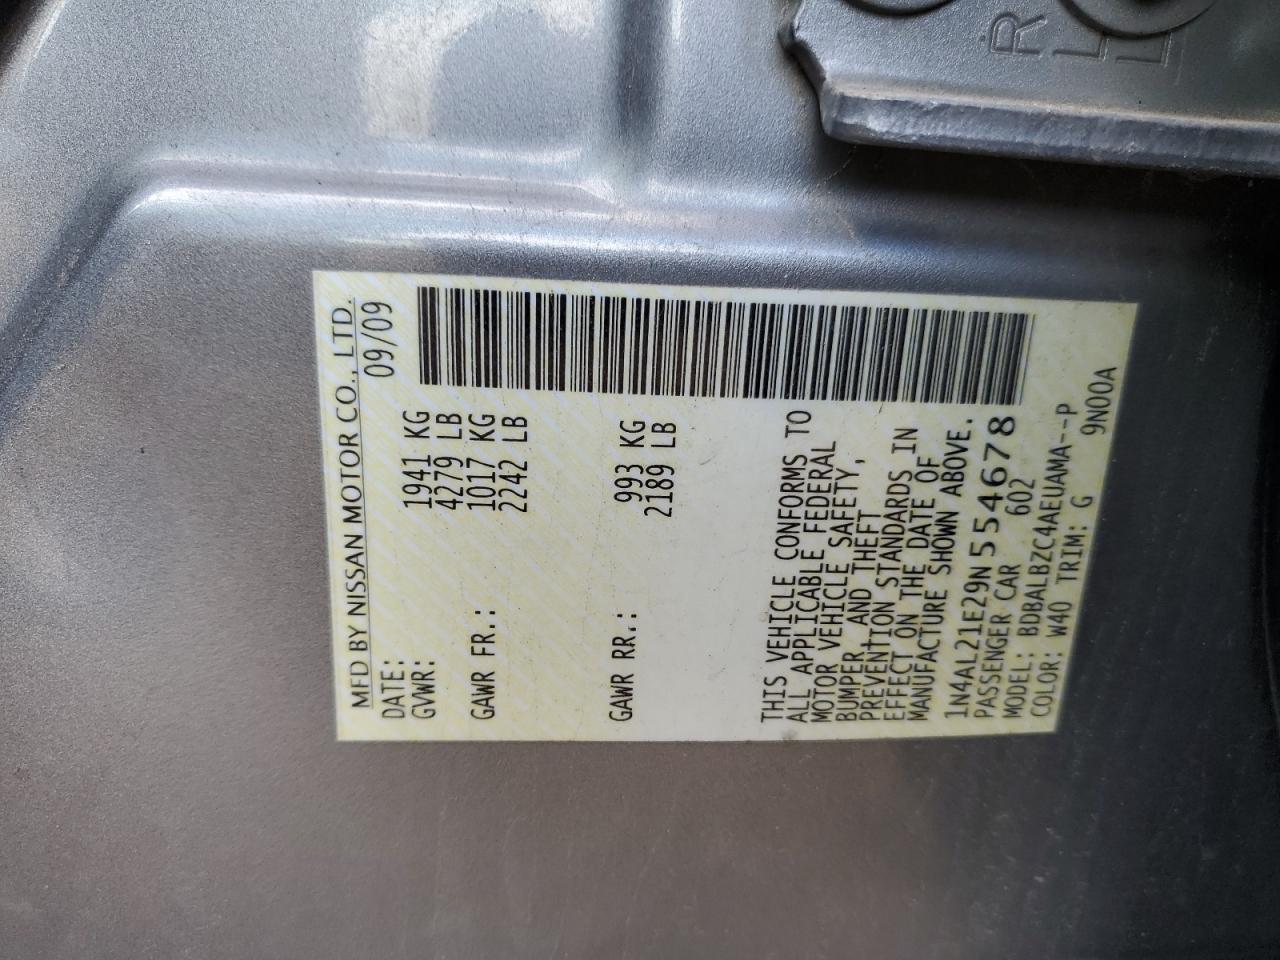 MFD BY NISSAN MOTOR CO., LTD.
DATE: 09/09
GVWR: 1941 KG
4279 LB
GAWR FR.: 1017 KG
2242 LB
GAWR RR.: 993 KG
2189 LB
THIS VEHICLE CONFORMS TO
ALL APPLICABLE FEDERAL
MOTOR VEHICLE SAFETY,
BUMPER, AND THEFT
PREVENTION STANDARDS IN
EFFECT ON THE DATE OF
MANUFACTURE SHOWN ABOVE.
1N4AL21E29N554678
PASSENGER CAR 602
MODEL: BDBALBZC4AEUAMA--P
COLOR: KW40 TRIM: G 9N00A
R
L